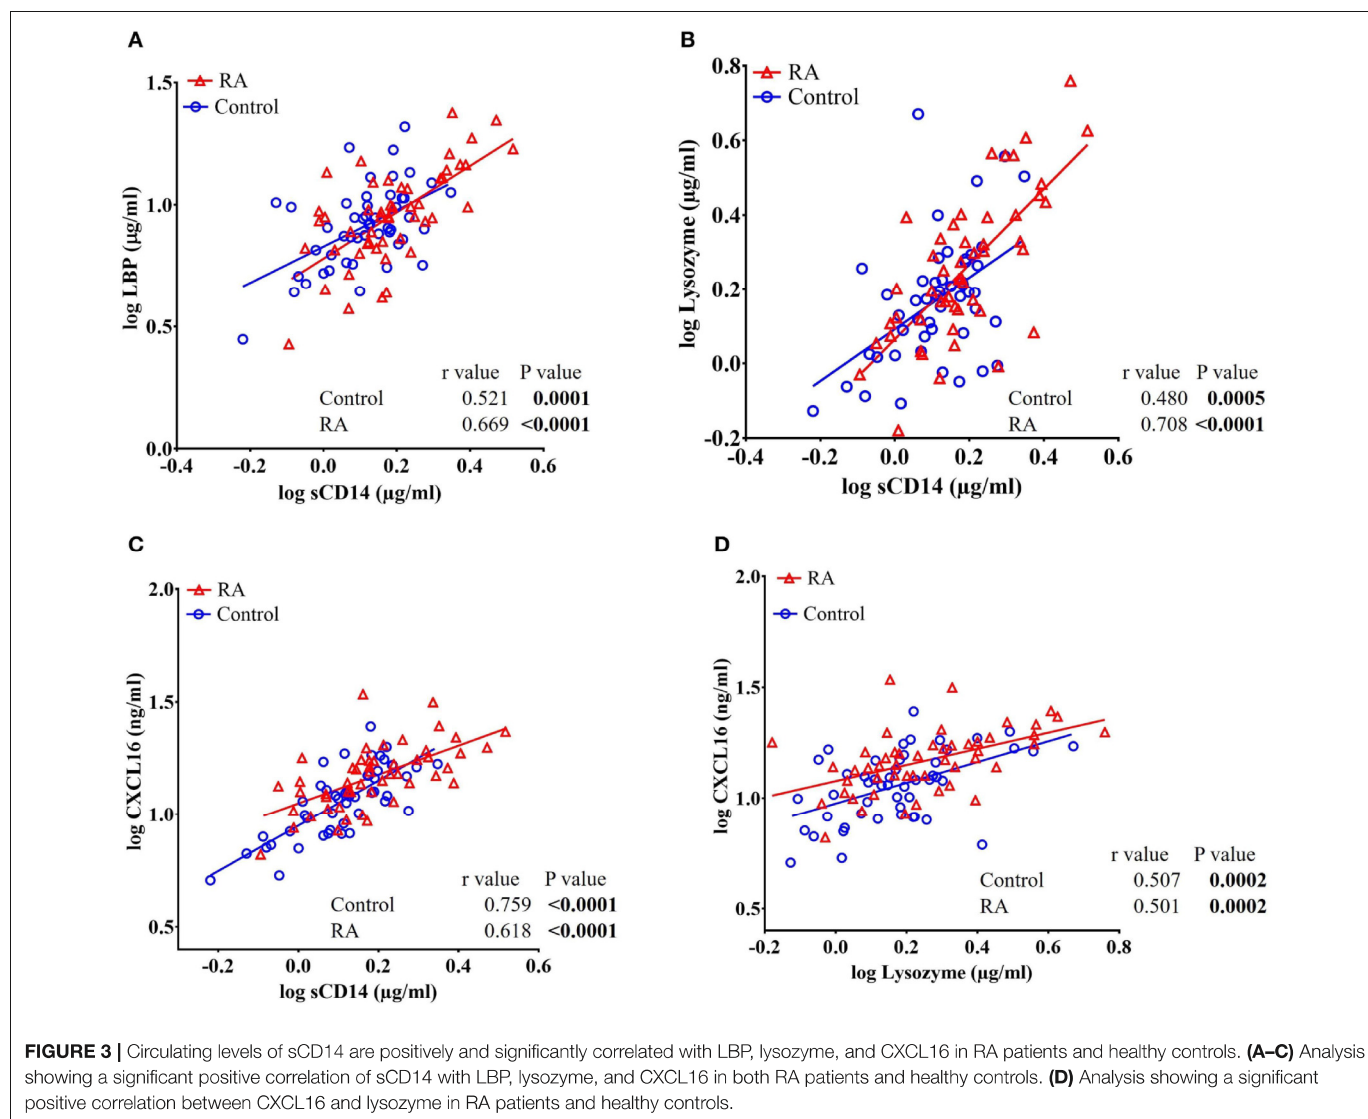 A
RA
Control
1.5
1.0
0.5
0.0
log LBP (µg/ml)
r value P value
Control 0.521 0.0001
RA 0.669 <0.0001
-0.4 -0.2 0.0 0.2 0.4 0.6
log sCD14 (µg/ml)
B
RA
Control
0.8
0.6
0.4
0.2
0.0
-0.2
log Lysozyme (µg/ml)
r value P value
Control 0.480 0.0005
RA 0.708 <0.0001
-0.4 -0.2 0.0 0.2 0.4 0.6
log sCD14 (µg/ml)
C
RA
Control
2.0
1.5
1.0
0.5
log CXCL16 (ng/ml)
r value P value
Control 0.759 <0.0001
RA 0.618 <0.0001
-0.2 0.0 0.2 0.4 0.6
log sCD14 (µg/ml)
D
RA
Control
2.0
1.5
1.0
0.5
log CXCL16 (ng/ml)
r value P value
Control 0.507 0.0002
RA 0.501 0.0002
-0.2 0.0 0.2 0.4 0.6 0.8
log Lysozyme (µg/ml)
FIGURE 3 | Circulating levels of sCD14 are positively and significantly correlated with LBP, lysozyme, and CXCL16 in RA patients and healthy controls. (A–C) Analysis
showing a significant positive correlation of sCD14 with LBP, lysozyme, and CXCL16 in both RA patients and healthy controls. (D) Analysis showing a significant
positive correlation between CXCL16 and lysozyme in RA patients and healthy controls.